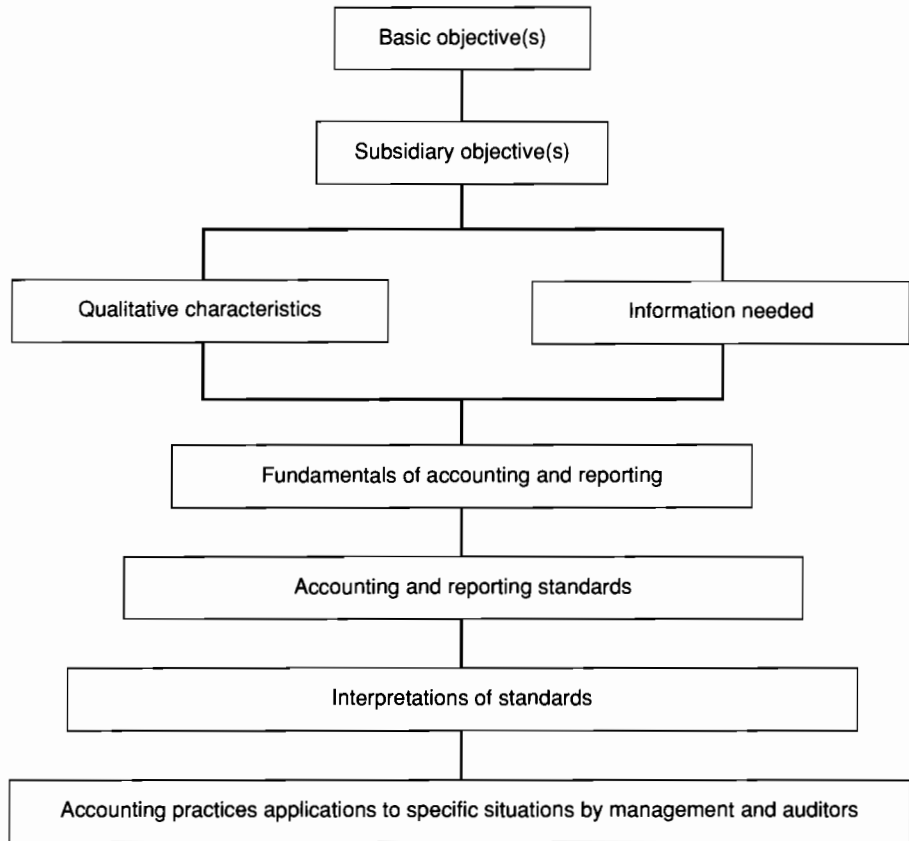 Basic objective(s)
Subsidiary objective(s)
Qualitative characteristics
Information needed
Fundamentals of accounting and reporting
Accounting and reporting standards
Interpretations of standards
Accounting practices applications to specific situations by management and auditors